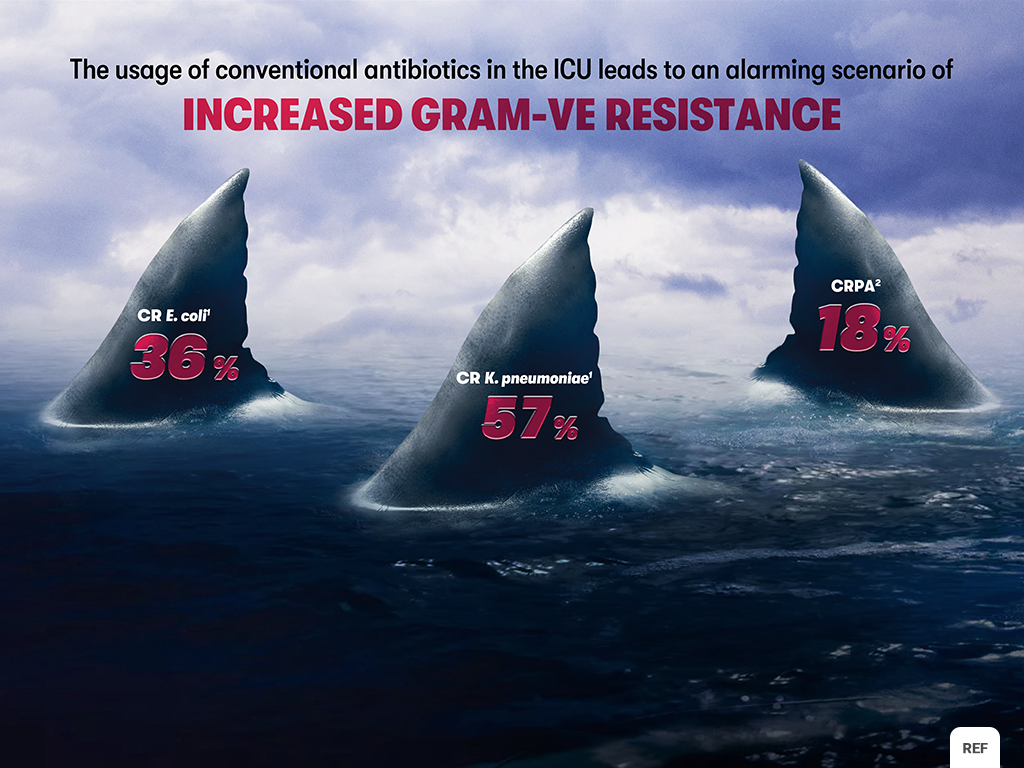 The usage of conventional antibiotics in the ICU leads to an alarming scenario of
INCREASED GRAM-VE RESISTANCE
CR E. coli¹
36%
CR K. pneumoniae¹
57%
CRPA²
18%
REF